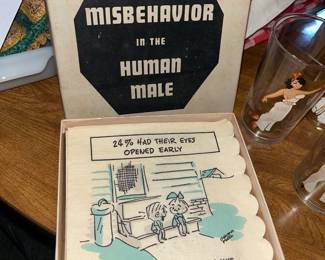 MISBEHAVIOR
IN THE
HUMAN
MALE
24% HAD THEIR EYES
OPENED EARLY